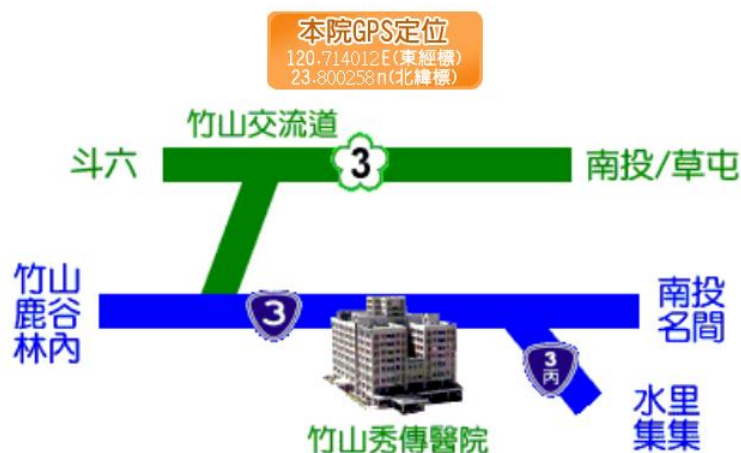 本院GPS定位
120.714012E(東經標)
23.800258n(北緯標)
竹山交流道
斗六
3
南投/草屯
竹山
鹿谷
林內
3
南投
名間
3
丙
水里
集集
竹山秀傳醫院